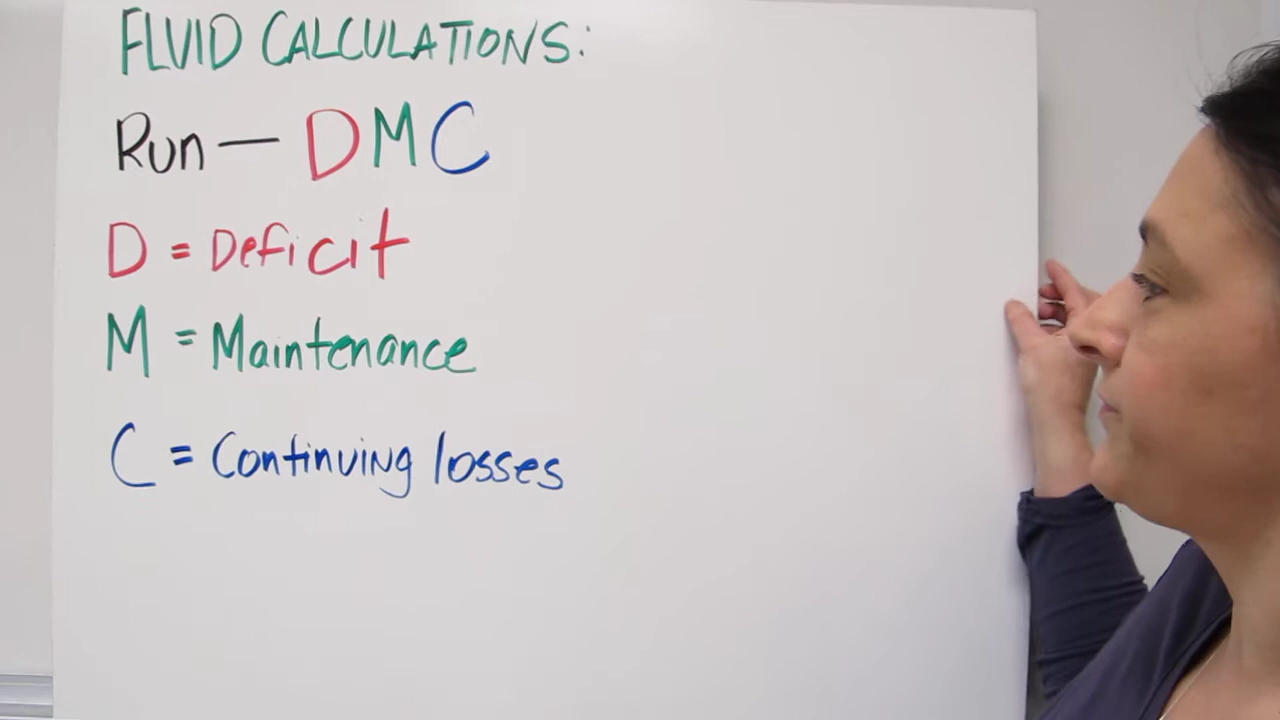 FLUID CALCULATIONS:
Run — DMC
D = Deficit
M = Maintenance
C = Continuing losses